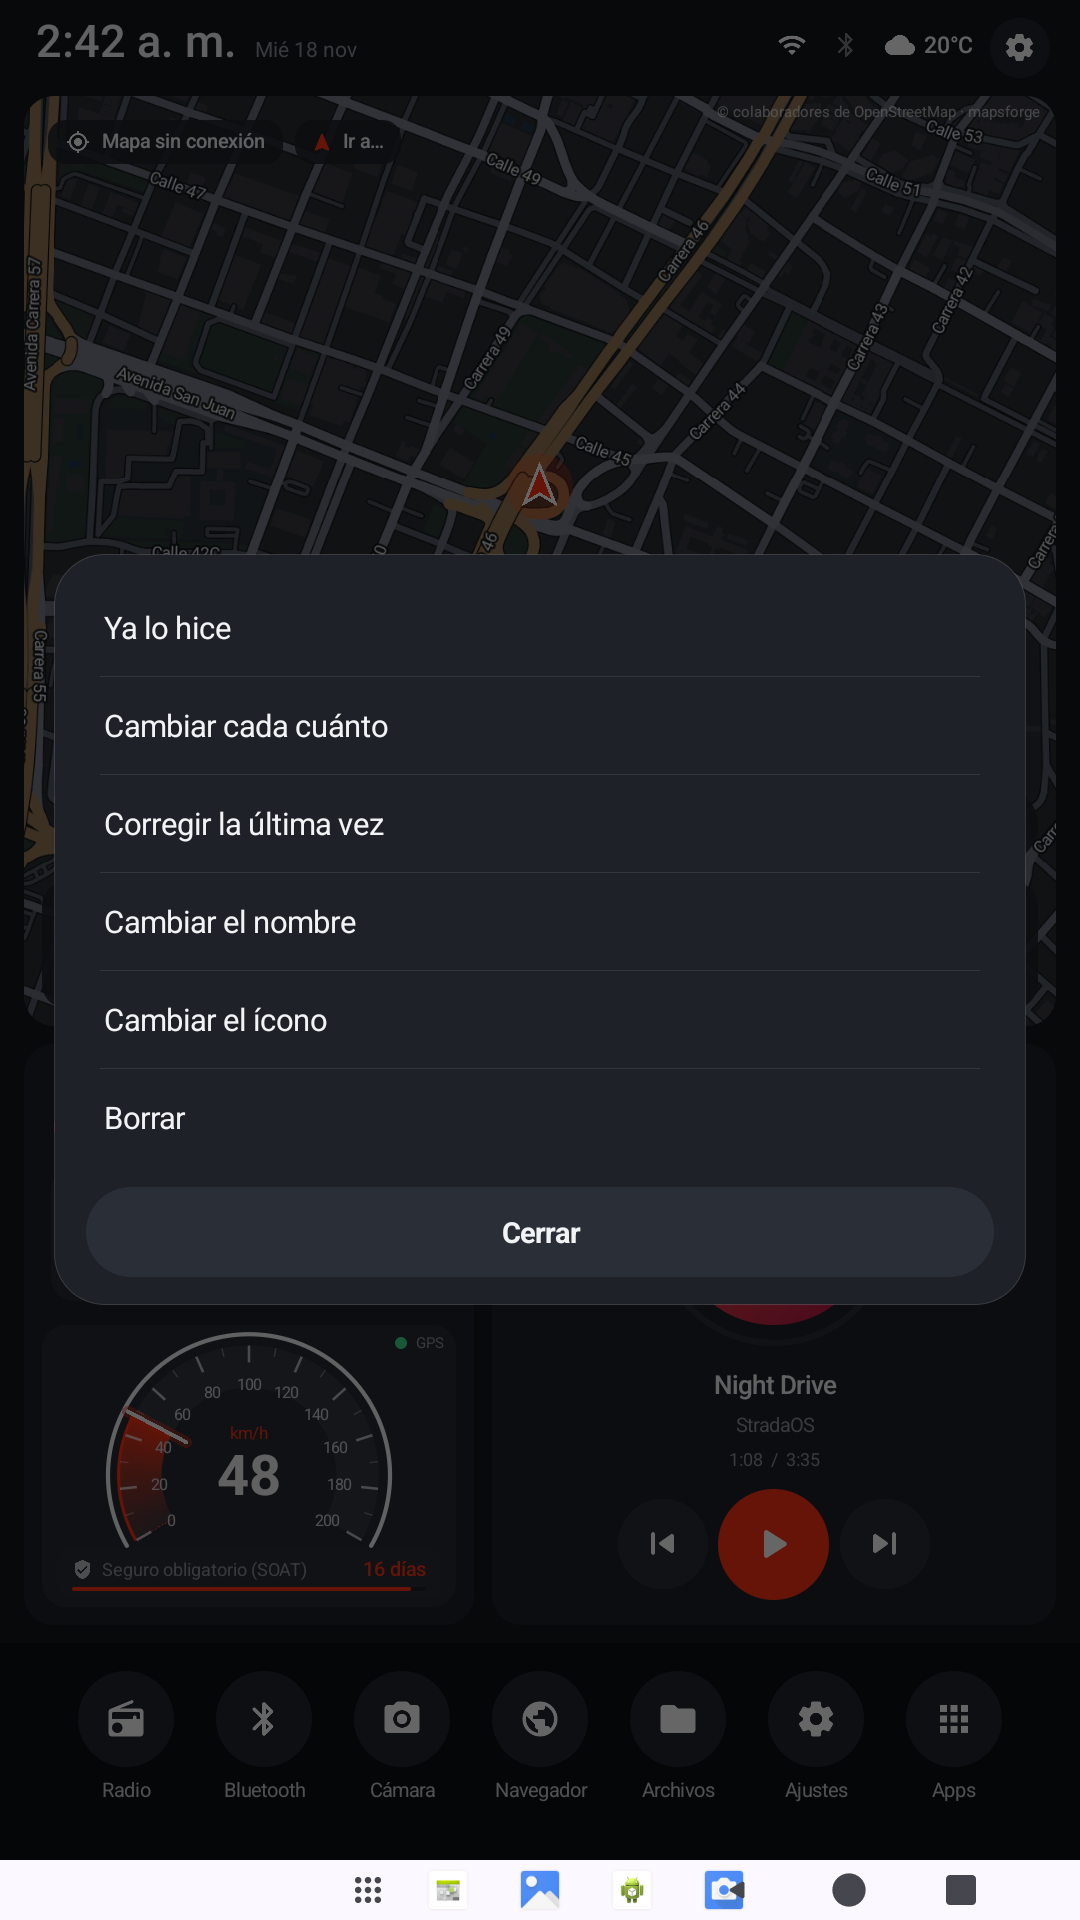 2:42 a. m.
Mié 18 nov
20°C
© colaboradores de OpenStreetMap · mapsforge
Mapa sin conexión
Ir a...
Calle 53
Calle 49
Calle 51
Calle 47
Carrera 46
Avenida Carrera 57
Carrera 42
Carrera 43
Carrera 49
Avenida San Juan
Carrera 44
Calle 45
46
Calle 42C
Carrera 55
Ya lo hice
Cambiar cada cuánto
Corregir la última vez
Cambiar el nombre
Cambiar el ícono
Borrar
Cerrar
GPS
0
20
40
60
80
100
120
140
160
180
200
km/h
48
Seguro obligatorio (SOAT)
16 días
Night Drive
StradaOS
1:08 / 3:35
Radio
Bluetooth
Cámara
Navegador
Archivos
Ajustes
Apps